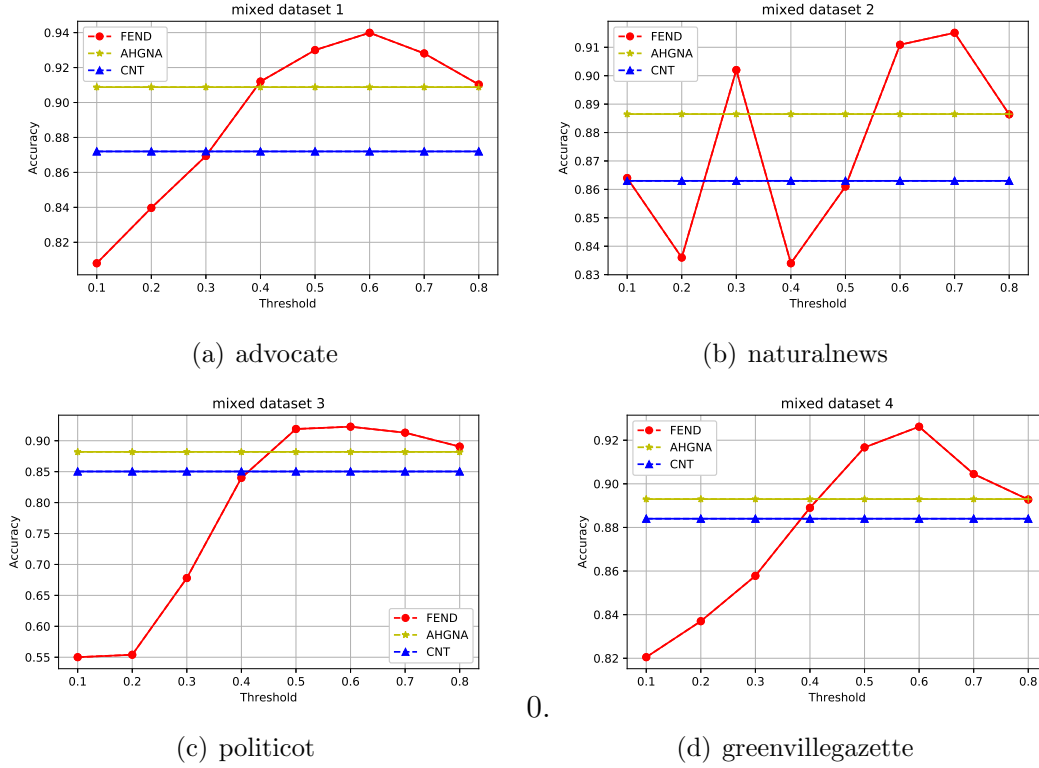 mixed dataset 1
FEND
AHGNA
CNT
0.94
0.92
0.90
0.88
0.86
0.84
0.82
Accuracy
0.1 0.2 0.3 0.4 0.5 0.6 0.7 0.8
Threshold
(a) advocate
mixed dataset 2
FEND
AHGNA
CNT
0.91
0.90
0.89
0.88
0.87
0.86
0.85
0.84
0.83
Accuracy
0.1 0.2 0.3 0.4 0.5 0.6 0.7 0.8
Threshold
(b) naturalnews
mixed dataset 3
0.90
0.85
0.80
0.75
0.70
0.65
0.60
0.55
Accuracy
FEND
AHGNA
CNT
0.1 0.2 0.3 0.4 0.5 0.6 0.7 0.8
Threshold
(c) politicot
0.
mixed dataset 4
FEND
AHGNA
CNT
0.92
0.90
0.88
0.86
0.84
0.82
Accuracy
0.1 0.2 0.3 0.4 0.5 0.6 0.7 0.8
Threshold
(d) greenvillegazette